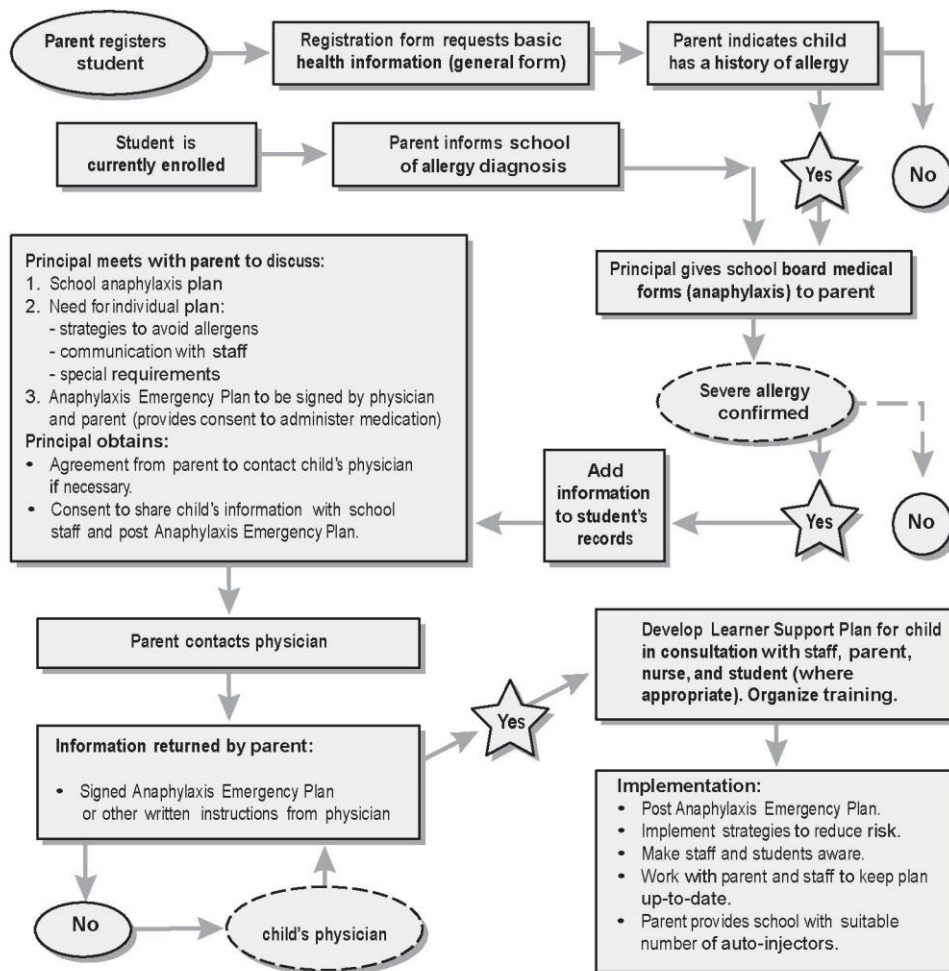 Parent registers
student
Registration form requests basic
health information (general form)
Parent indicates child
has a history of allergy
Yes
No
Student is
currently enrolled
Parent informs school
of allergy diagnosis
Principal gives school board medical
forms (anaphylaxis) to parent
Severe allergy
confirmed
Yes
No
Add
information
to student's
records
Principal meets with parent to discuss:
1. School anaphylaxis plan
2. Need for individual plan:
- strategies to avoid allergens
- communication with staff
- special requirements
3. Anaphylaxis Emergency Plan to be signed by physician
and parent (provides consent to administer medication)
Principal obtains:
• Agreement from parent to contact child's physician
if necessary.
• Consent to share child's information with school
staff and post Anaphylaxis Emergency Plan.
Parent contacts physician
Information returned by parent:
• Signed Anaphylaxis Emergency Plan
or other written instructions from physician
No
child's physician
Yes
Develop Learner Support Plan for child
in consultation with staff, parent,
nurse, and student (where
appropriate). Organize training.
Implementation:
• Post Anaphylaxis Emergency Plan.
• Implement strategies to reduce risk.
• Make staff and students aware.
• Work with parent and staff to keep plan
up-to-date.
• Parent provides school with suitable
number of auto-injectors.